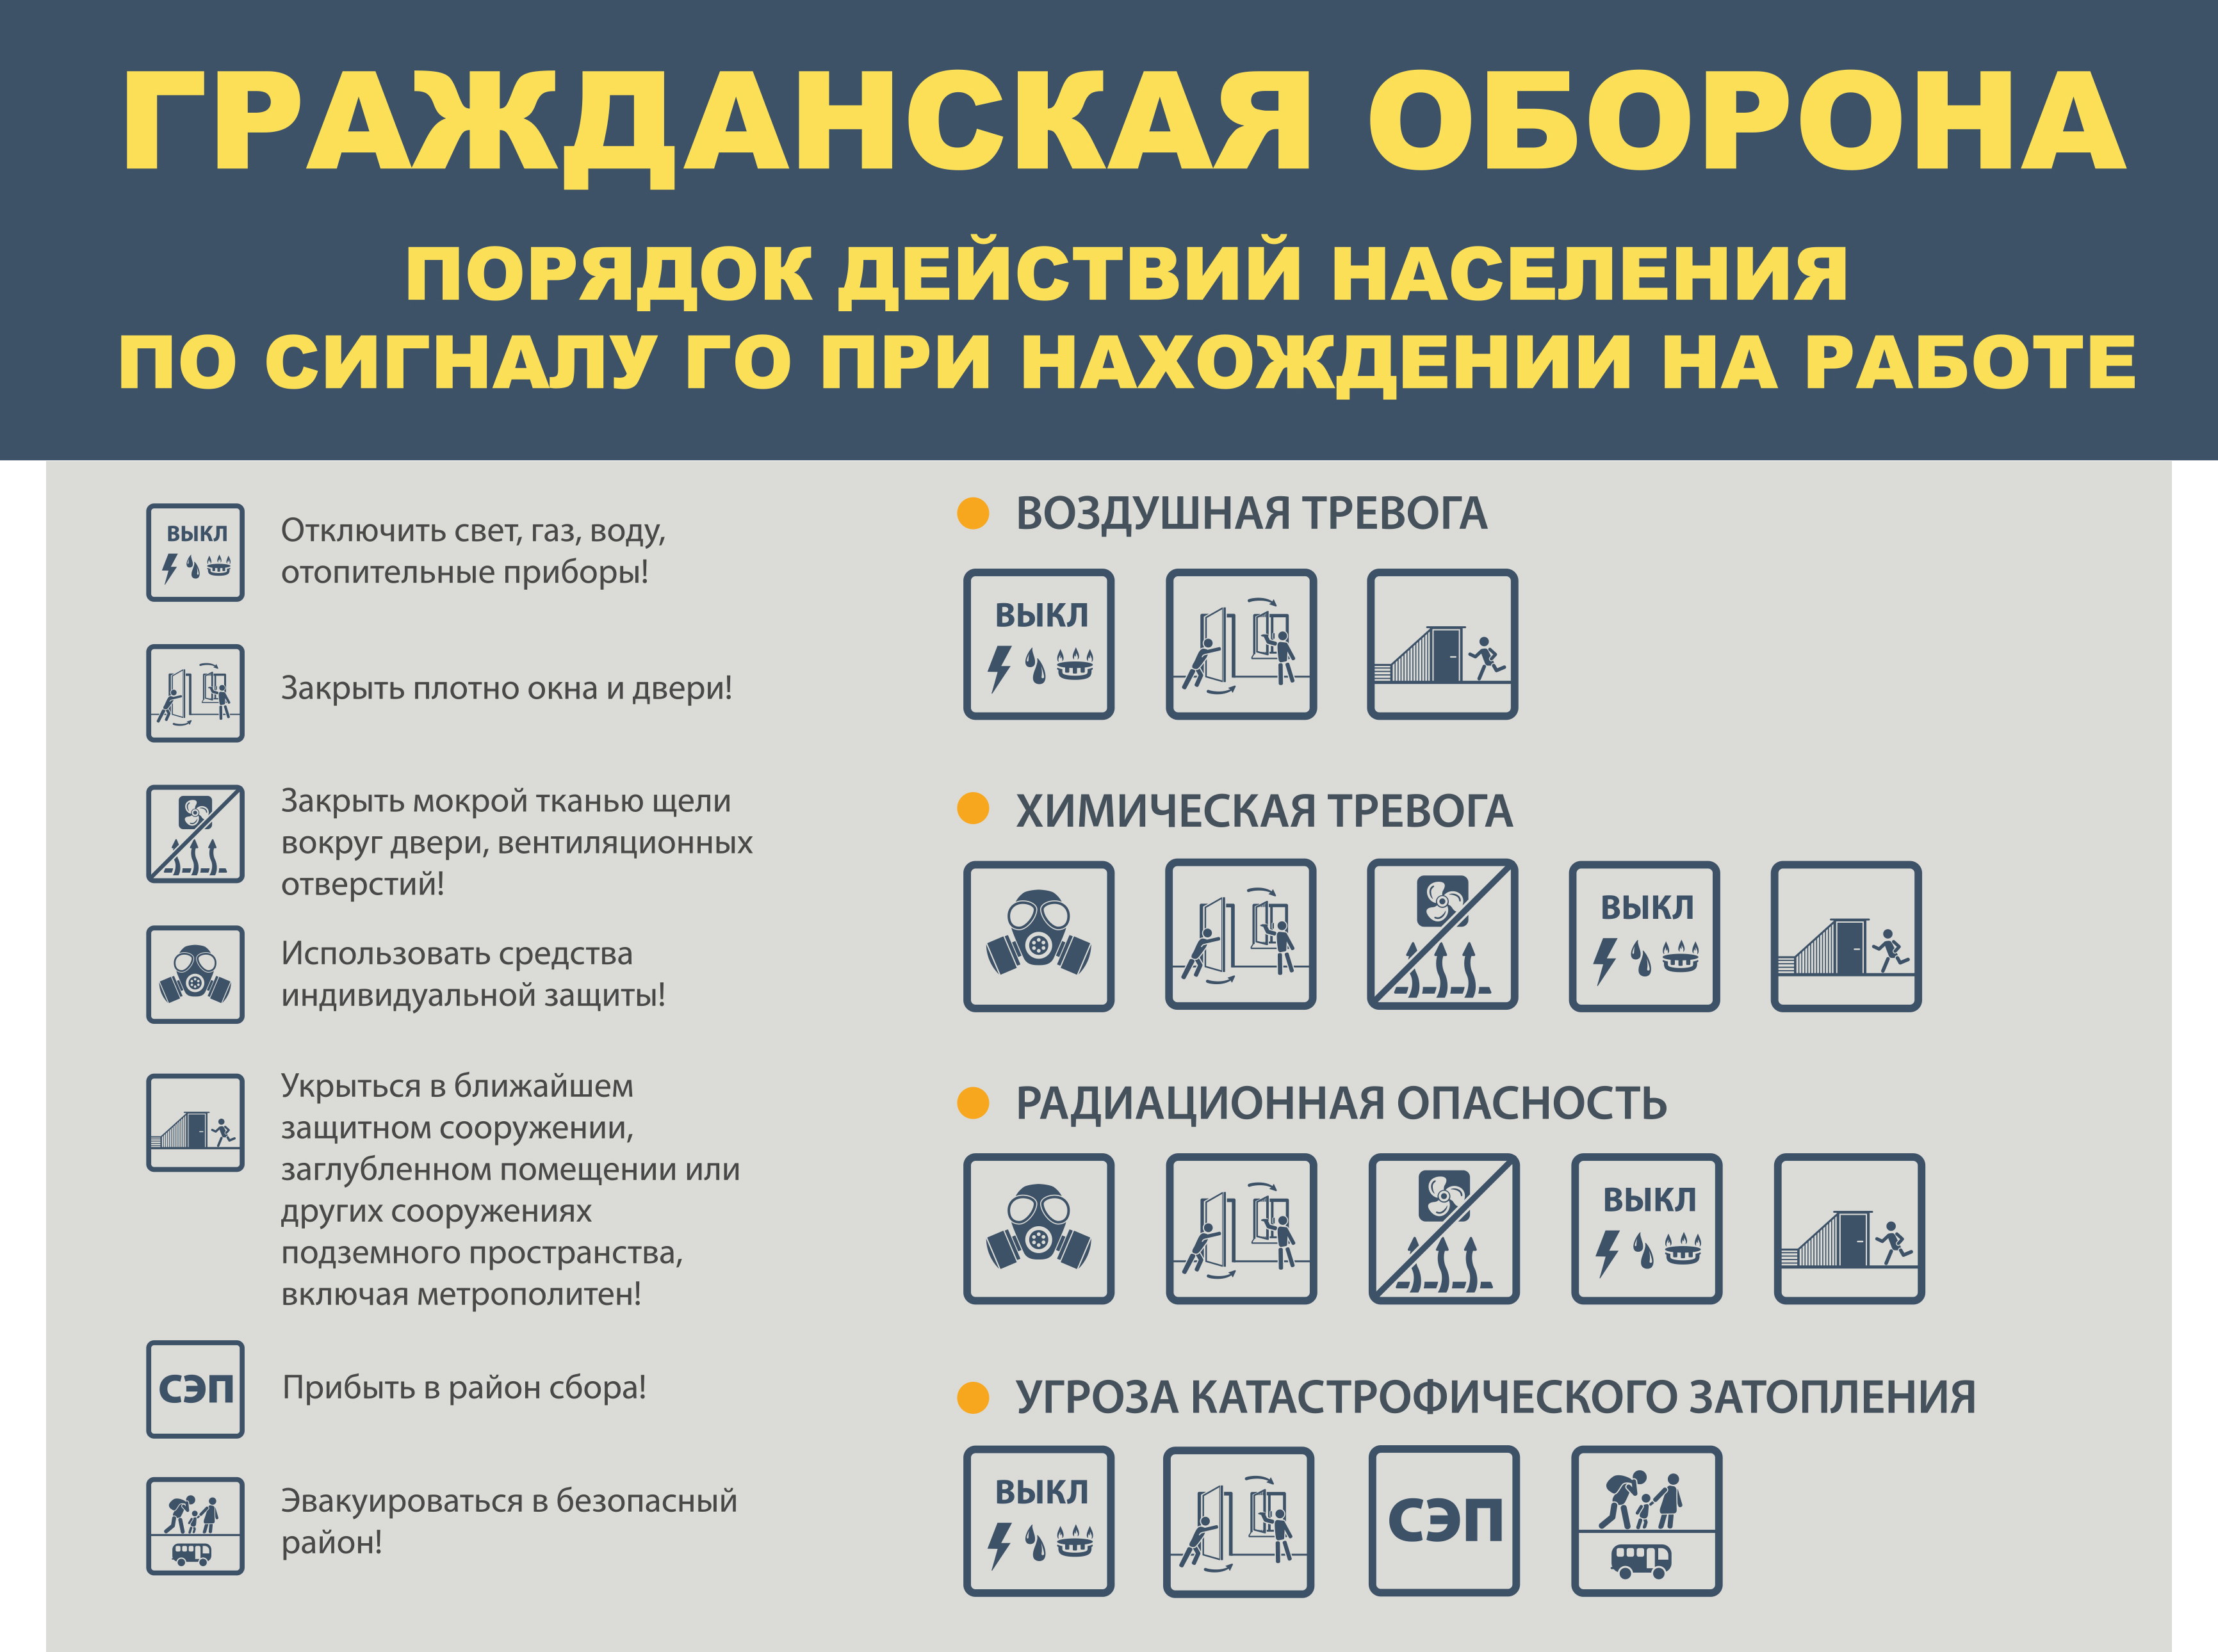 ГРАЖДАНСКАЯ ОБОРОНА
ПОРЯДОК ДЕЙСТВИЙ НАСЕЛЕНИЯ
ПО СИГНАЛУ ГО ПРИ НАХОЖДЕНИИ НА РАБОТЕ
ВЫКЛ
Отключить свет, газ, воду,
отопительные приборы!
Закрыть плотно окна и двери!
Закрыть мокрой тканью щели
вокруг двери, вентиляционных
отверстий!
Использовать средства
индивидуальной защиты!
Укрыться в ближайшем
защитном сооружении,
заглубленном помещении или
других сооружениях
подземного пространства,
включая метрополитен!
СЭП
Прибыть в район сбора!
Эвакуироваться в безопасный
район!
ВОЗДУШНАЯ ТРЕВОГА
ВЫКЛ
ХИМИЧЕСКАЯ ТРЕВОГА
ВЫКЛ
РАДИАЦИОННАЯ ОПАСНОСТЬ
ВЫКЛ
УГРОЗА КАТАСТРОФИЧЕСКОГО ЗАТОПЛЕНИЯ
ВЫКЛ
СЭП